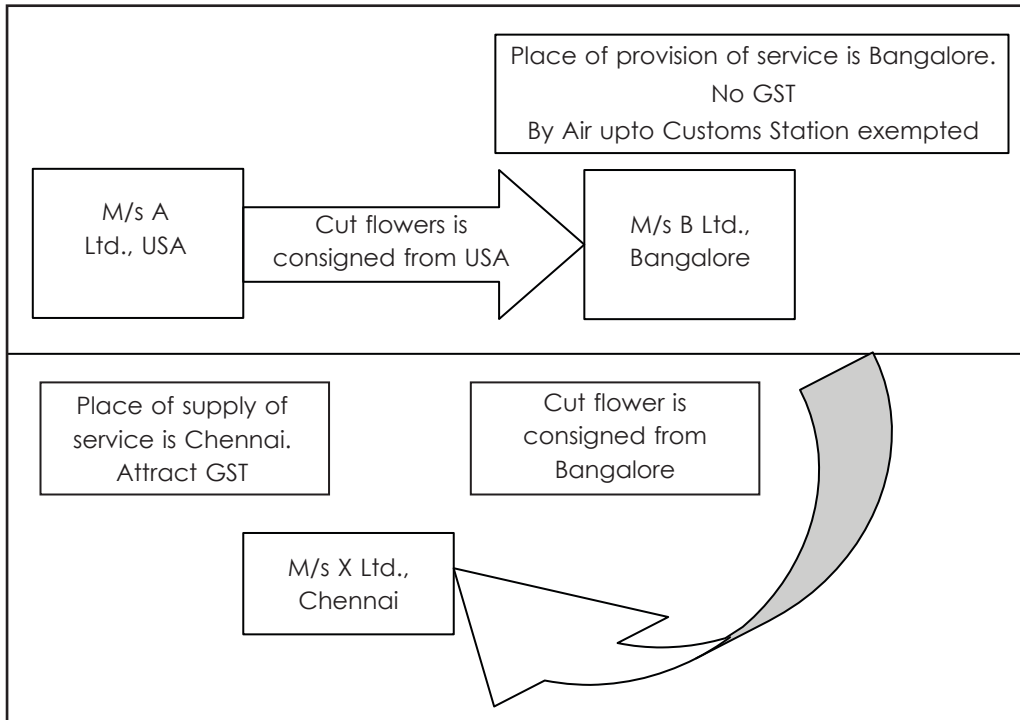 Place of provision of service is Bangalore.
No GST
By Air upto Customs Station exempted
M/s A
Ltd., USA
Cut flowers is
consigned from USA
M/s B Ltd.,
Bangalore
Place of supply of
service is Chennai.
Attract GST
Cut flower is
consigned from
Bangalore
M/s X Ltd.,
Chennai